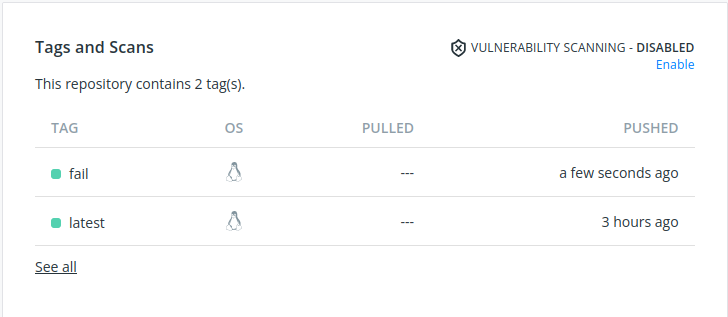 Tags and Scans
VULNERABILITY SCANNING - DISABLED
Enable
This repository contains 2 tag(s).
TAG OS PULLED PUSHED
fail --- a few seconds ago
latest --- 3 hours ago
See all